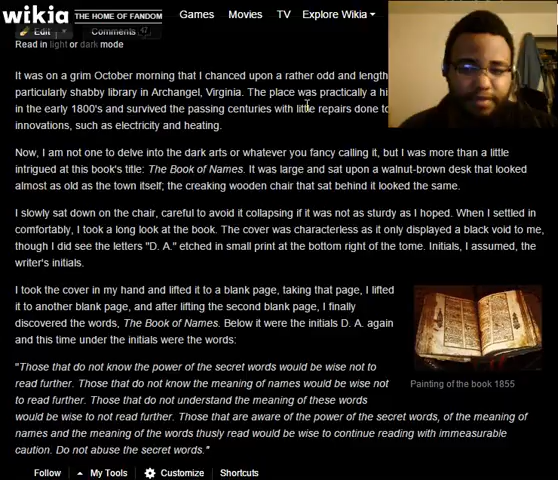 wikia THE HOME OF FANDOM Games Movies TV Explore Wikia
Edit Comments 47
Read in light or dark mode
It was on a grim October morning that I chanced upon a rather odd and length
particularly shabby library in Archangel, Virginia. The place was practically a hi
in the early 1800's and survived the passing centuries with little repairs done to
innovations, such as electricity and heating.
Now, I am not one to delve into the dark arts or whatever you fancy calling it, but I was more than a little
intrigued at this book's title: The Book of Names. It was large and sat upon a walnut-brown desk that looked
almost as old as the town itself; the creaking wooden chair that sat behind it looked the same.
I slowly sat down on the chair, careful to avoid it collapsing if it was not as sturdy as I hoped. When I settled in
comfortably, I took a long look at the book. The cover was characterless as it only displayed a black void to me,
though I did see the letters "D. A." etched in small print at the bottom right of the tome. Initials, I assumed, the
writer's initials.
I took the cover in my hand and lifted it to a blank page, taking that page, I lifted
it to another blank page, and after lifting the second blank page, I finally
discovered the words, The Book of Names. Below it were the initials D. A. again
and this time under the initials were the words:
Painting of the book 1855
"Those that do not know the power of the secret words would be wise not to
read further. Those that do not know the meaning of names would be wise not
to read further. Those that do not understand the meaning of these words
would be wise to not read further. Those that are aware of the power of the secret words, of the meaning of
names and the meaning of the words thusly read would be wise to continue reading with immeasurable
caution. Do not abuse the secret words."
Follow My Tools Customize Shortcuts